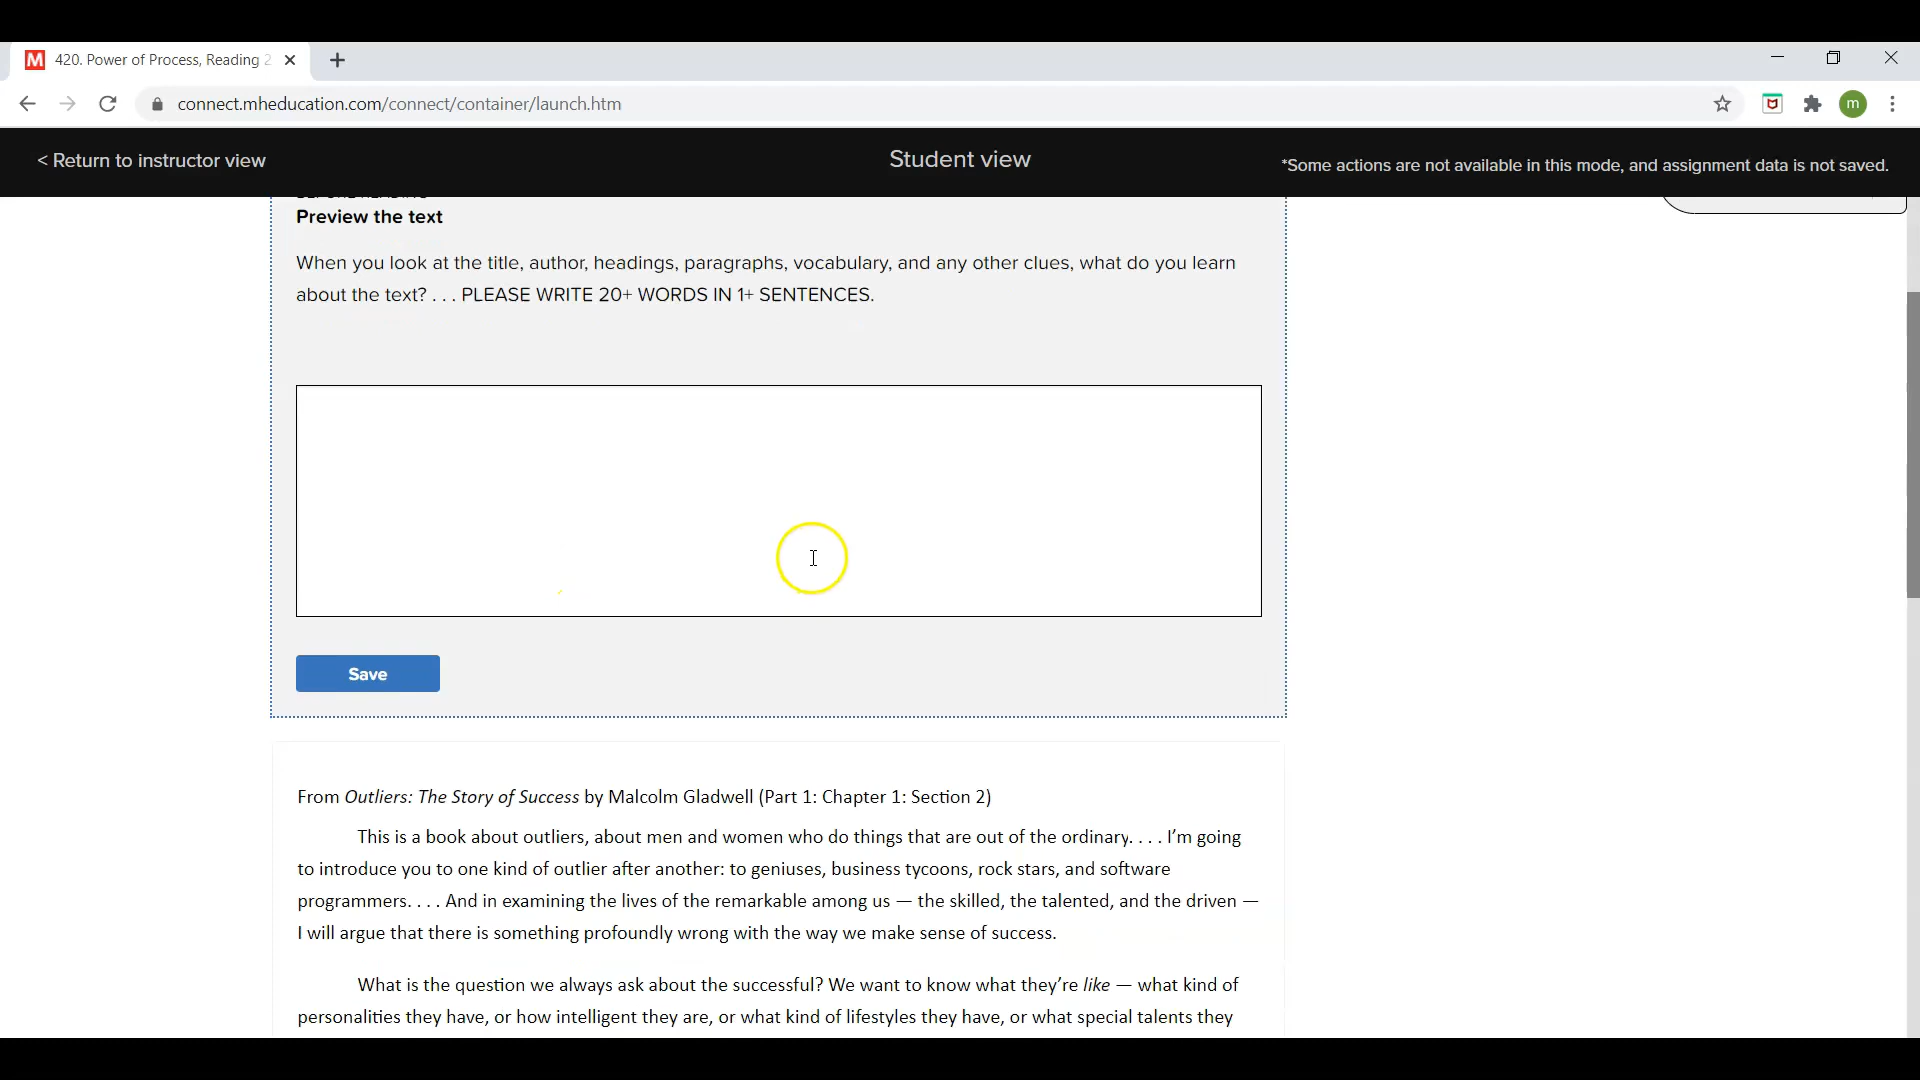 420. Power of Process, Reading 2
connect.mheducation.com/connect/container/launch.htm
m
< Return to instructor view
Student view
*Some actions are not available in this mode, and assignment data is not saved.
Preview the text
When you look at the title, author, headings, paragraphs, vocabulary, and any other clues, what do you learn
about the text? . . . PLEASE WRITE 20+ WORDS IN 1+ SENTENCES.
Save
From Outliers: The Story of Success by Malcolm Gladwell (Part 1: Chapter 1: Section 2)
This is a book about outliers, about men and women who do things that are out of the ordinary. . . . I’m going
to introduce you to one kind of outlier after another: to geniuses, business tycoons, rock stars, and software
programmers. . . . And in examining the lives of the remarkable among us — the skilled, the talented, and the driven —
I will argue that there is something profoundly wrong with the way we make sense of success.
What is the question we always ask about the successful? We want to know what they’re like — what kind of
personalities they have, or how intelligent they are, or what kind of lifestyles they have, or what special talents they